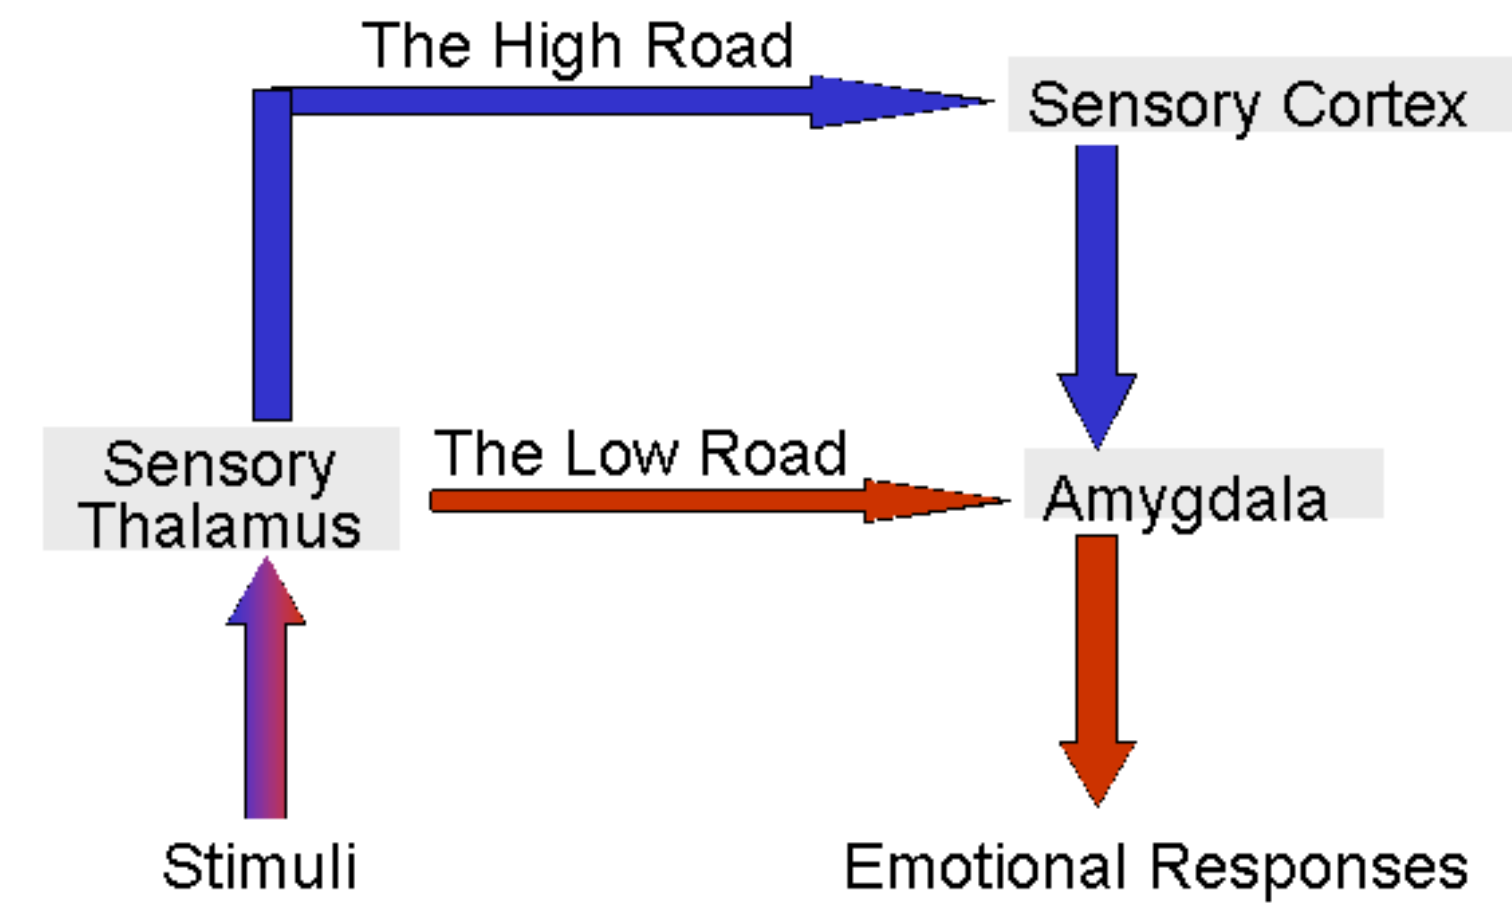 The High Road
Sensory Cortex
Sensory
Thalamus
The Low Road
Amygdala
Stimuli
Emotional Responses